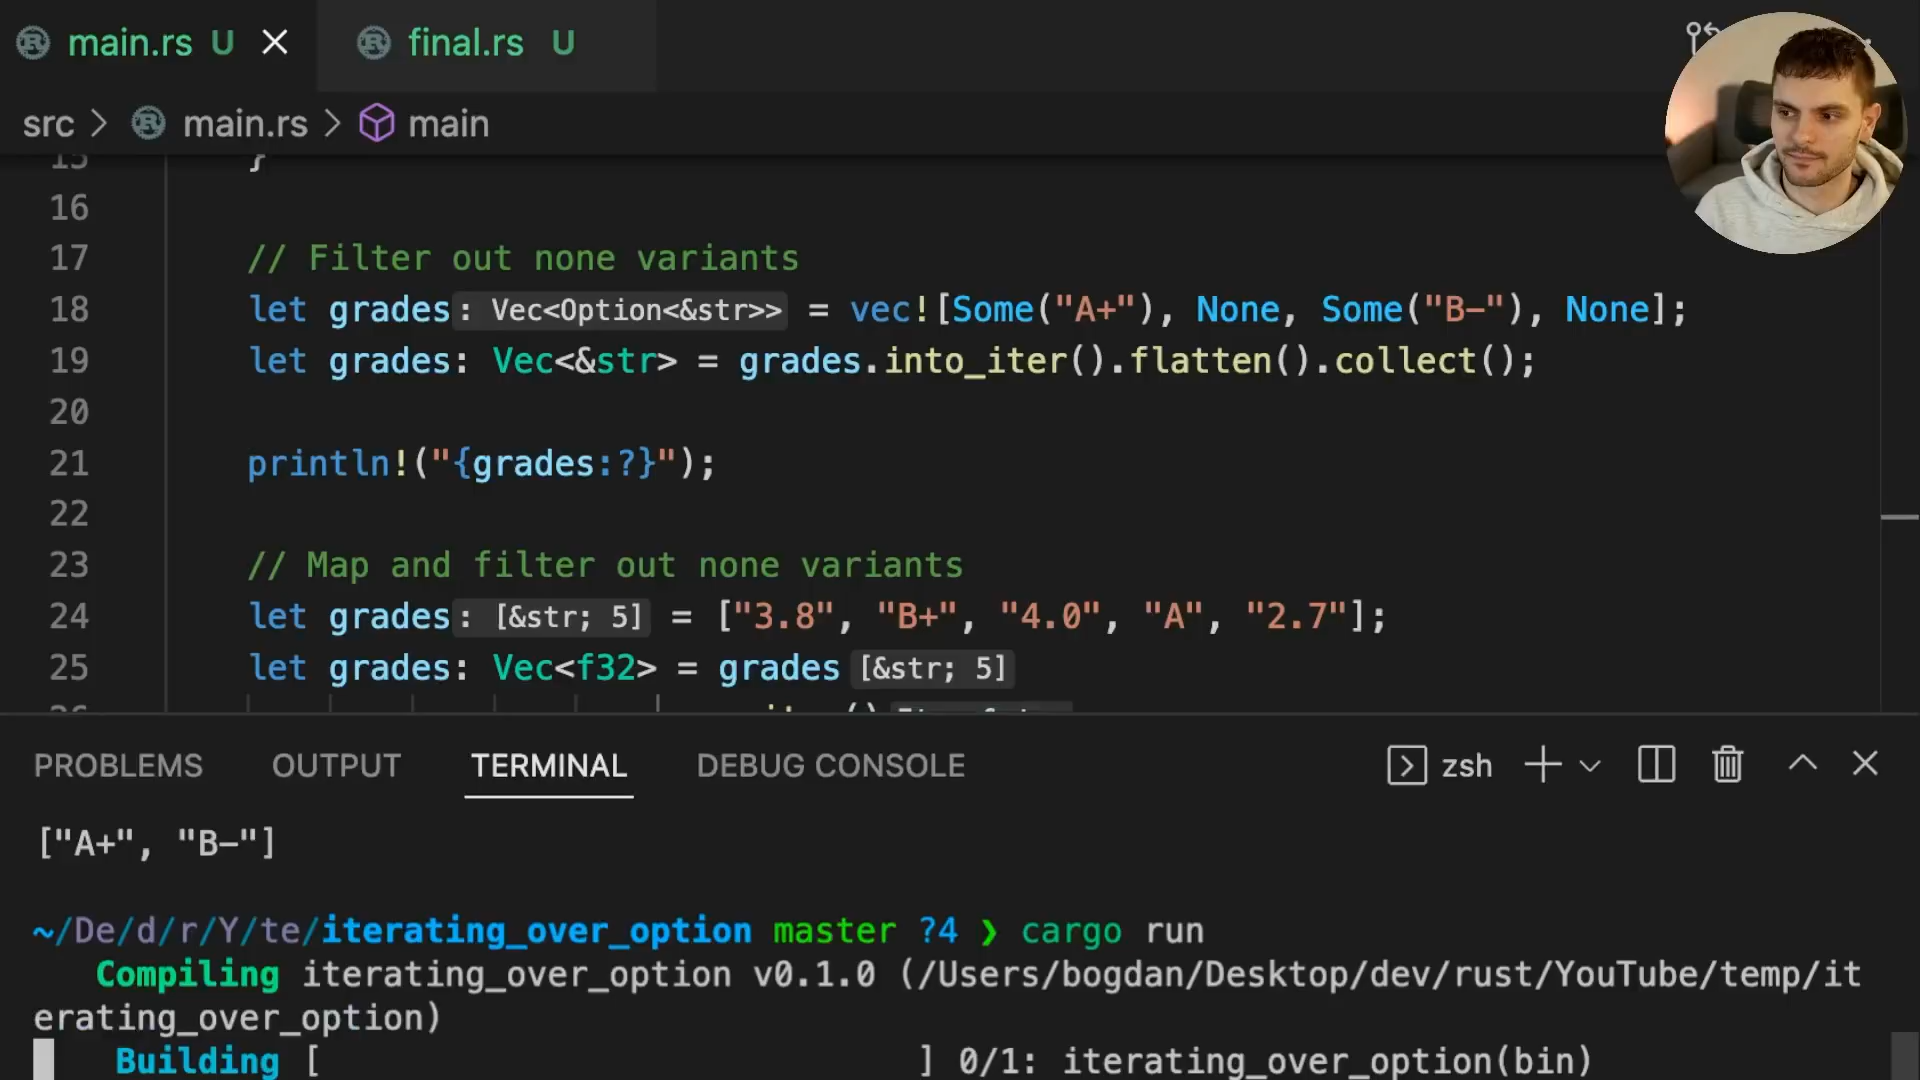 main.rs U
final.rs U
src > main.rs > main
15 }
16
17 // Filter out none variants
18 let grades: Vec<Option<&str>> = vec![Some("A+"), None, Some("B-"), None];
19 let grades: Vec<&str> = grades.into_iter().flatten().collect();
20
21 println!("{grades:?}");
22
23 // Map and filter out none variants
24 let grades: [&str; 5] = ["3.8", "B+", "4.0", "A", "2.7"];
25 let grades: Vec<f32> = grades [&str; 5]
PROBLEMS OUTPUT TERMINAL DEBUG CONSOLE zsh
["A+", "B-"]
~/De/d/r/Y/te/iterating_over_option master ?4 ❯ cargo run
Compiling iterating_over_option v0.1.0 (/Users/bogdan/Desktop/dev/rust/YouTube/temp/it
erating_over_option)
Building [ ] 0/1: iterating_over_option(bin)